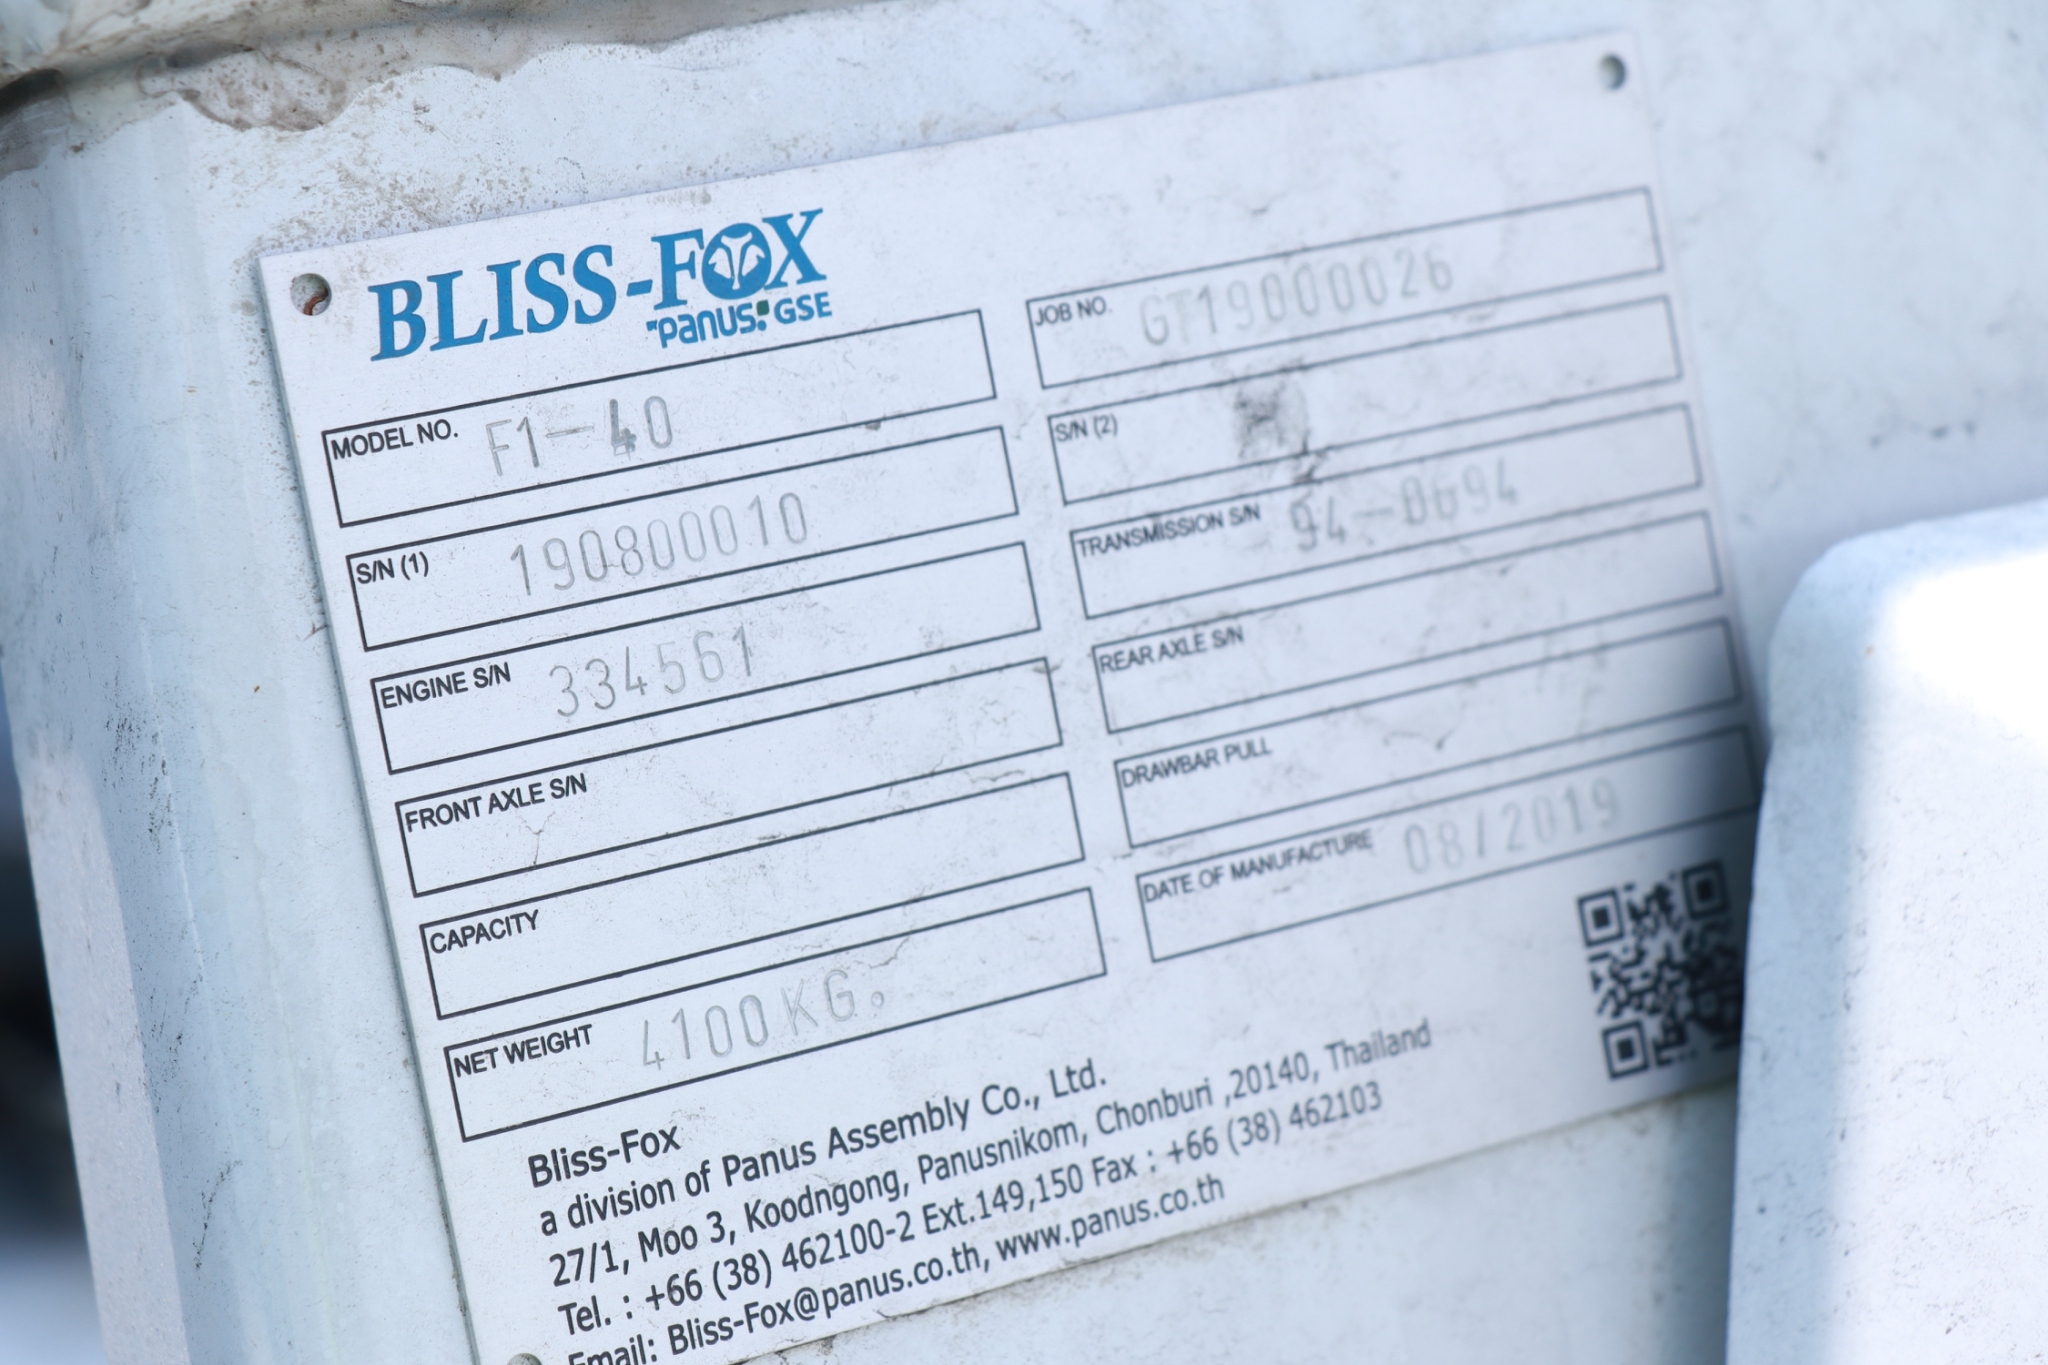 BLISS-FOX
PANUS GSE
MODEL NO. F1-40
JOB NO. GT19000026
S/N (1) 190800010
S/N (2)
ENGINE S/N 334561
TRANSMISSION S/N 94-0694
FRONT AXLE S/N
REAR AXLE S/N
CAPACITY
DRAWBAR PULL
NET WEIGHT 4100KG.
DATE OF MANUFACTURE 08/2019
Bliss-Fox
a division of Panus Assembly Co., Ltd.
27/1, Moo 3, Koodngong, Panusnikom, Chonburi ,20140, Thailand
Tel. : +66 (38) 462100-2 Ext.149,150 Fax : +66 (38) 462103
Email: Bliss-Fox@panus.co.th, www.panus.co.th